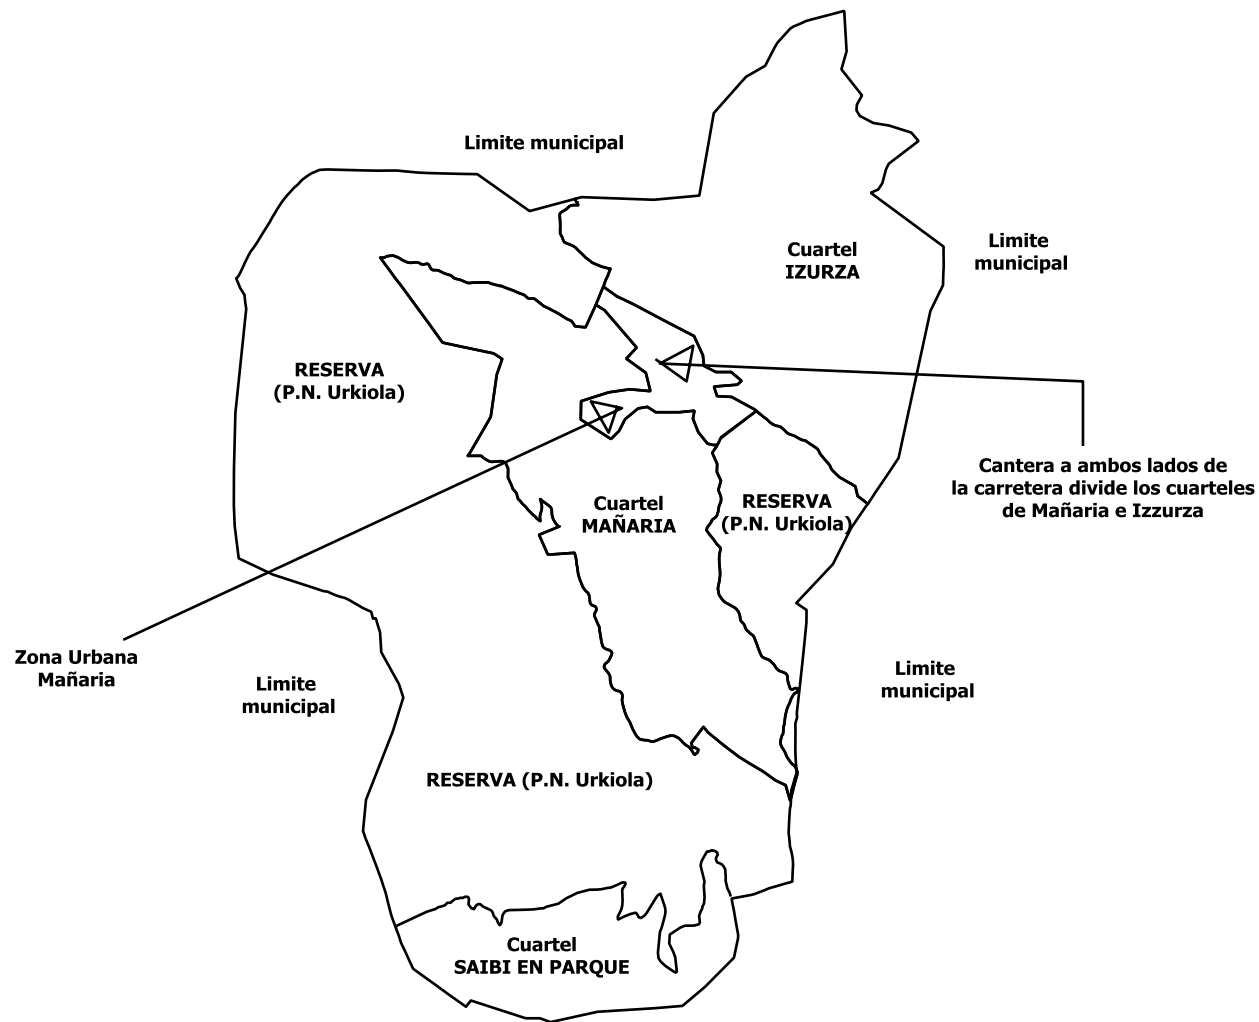 Limite municipal
Cuartel
IZURZA
Limite
municipal
RESERVA
(P.N. Urkiola)
Cantera a ambos lados de
la carretera divide los cuarteles
de Mañaria e Izzurza
Cuartel
MAÑARIA
RESERVA
(P.N. Urkiola)
Zona Urbana
Mañaria
Limite
municipal
Limite
municipal
RESERVA (P.N. Urkiola)
Cuartel
SAIBI EN PARQUE